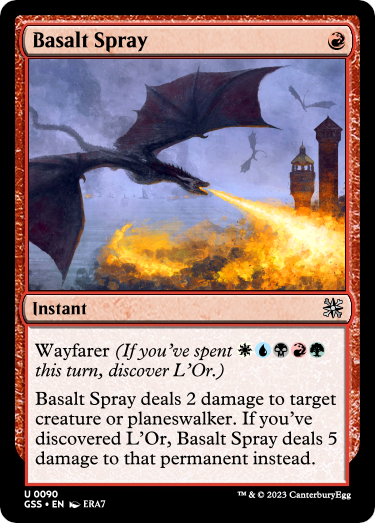 Basalt Spray
Instant
Wayfarer (If you've spent
this turn, discover L'Or.)
Basalt Spray deals 2 damage to target
creature or planeswalker. If you've
discovered L'Or, Basalt Spray deals 5
damage to that permanent instead.
U 0090
GSS • EN ERA7
™ & © 2023 CanterburyEgg